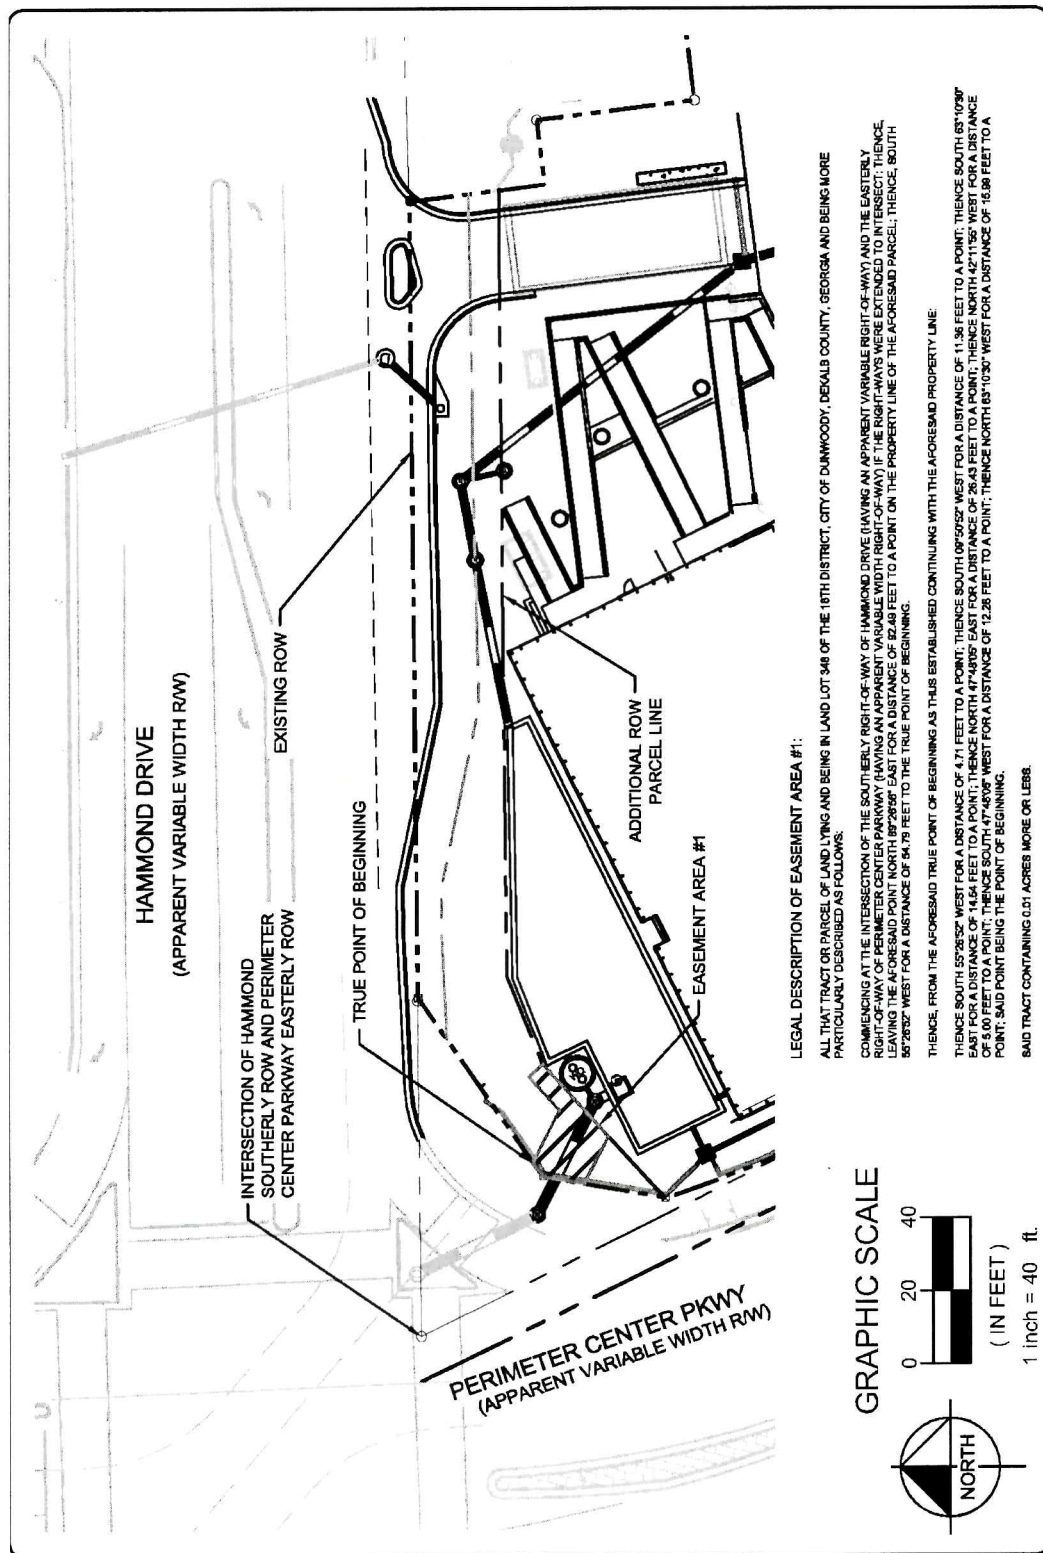 HAMMOND DRIVE
(APPARENT VARIABLE WIDTH R/W)
INTERSECTION OF HAMMOND
SOUTHERLY ROW AND PERIMETER
CENTER PARKWAY EASTERLY ROW
TRUE POINT OF BEGINNING
EXISTING ROW
ADDITIONAL ROW
PARCEL LINE
EASEMENT AREA #1
PERIMETER CENTER PKWY
(APPARENT VARIABLE WIDTH R/W)
LEGAL DESCRIPTION OF EASEMENT AREA #1:
ALL THAT TRACT OR PARCEL OF LAND LYING AND BEING IN LAND LOT 348 OF THE 18TH DISTRICT, CITY OF DUNWOODY, DEKALB COUNTY, GEORGIA AND BEING MORE
PARTICULARLY DESCRIBED AS FOLLOWS:
COMMENCING AT THE INTERSECTION OF THE SOUTHERLY RIGHT-OF-WAY OF HAMMOND DRIVE (HAVING AN APPARENT VARIABLE RIGHT-OF-WAY) AND THE EASTERLY
RIGHT-OF-WAY OF PERIMETER CENTER PARKWAY (HAVING AN APPARENT VARIABLE WIDTH RIGHT-OF-WAY) IF THE RIGHT-WAYS WERE EXTENDED TO INTERSECT; THENCE,
LEAVING THE AFORESAID POINT NORTH 89°26'56" EAST FOR A DISTANCE OF 92.49 FEET TO A POINT ON THE PROPERTY LINE OF THE AFORESAID PARCEL; THENCE, SOUTH
55°26'52" WEST FOR A DISTANCE OF 54.79 FEET TO THE TRUE POINT OF BEGINNING.
THENCE, FROM THE AFORESAID TRUE POINT OF BEGINNING AS THUS ESTABLISHED CONTINUING WITH THE AFORESAID PROPERTY LINE:
THENCE SOUTH 55°26'52" WEST FOR A DISTANCE OF 4.71 FEET TO A POINT; THENCE SOUTH 09°50'52" WEST FOR A DISTANCE OF 11.36 FEET TO A POINT; THENCE SOUTH 63°10'30"
EAST FOR A DISTANCE OF 14.54 FEET TO A POINT; THENCE NORTH 47°48'05" EAST FOR A DISTANCE OF 26.43 FEET TO A POINT; THENCE NORTH 42°11'55" WEST FOR A DISTANCE
OF 5.00 FEET TO A POINT; THENCE SOUTH 47°48'05" WEST FOR A DISTANCE OF 12.28 FEET TO A POINT; THENCE NORTH 63°10'30" WEST FOR A DISTANCE OF 15.99 FEET TO A
POINT; SAID POINT BEING THE POINT OF BEGINNING.
SAID TRACT CONTAINING 0.01 ACRES MORE OR LESS.
NORTH
GRAPHIC SCALE
0 20 40
( IN FEET )
1 inch = 40 ft.